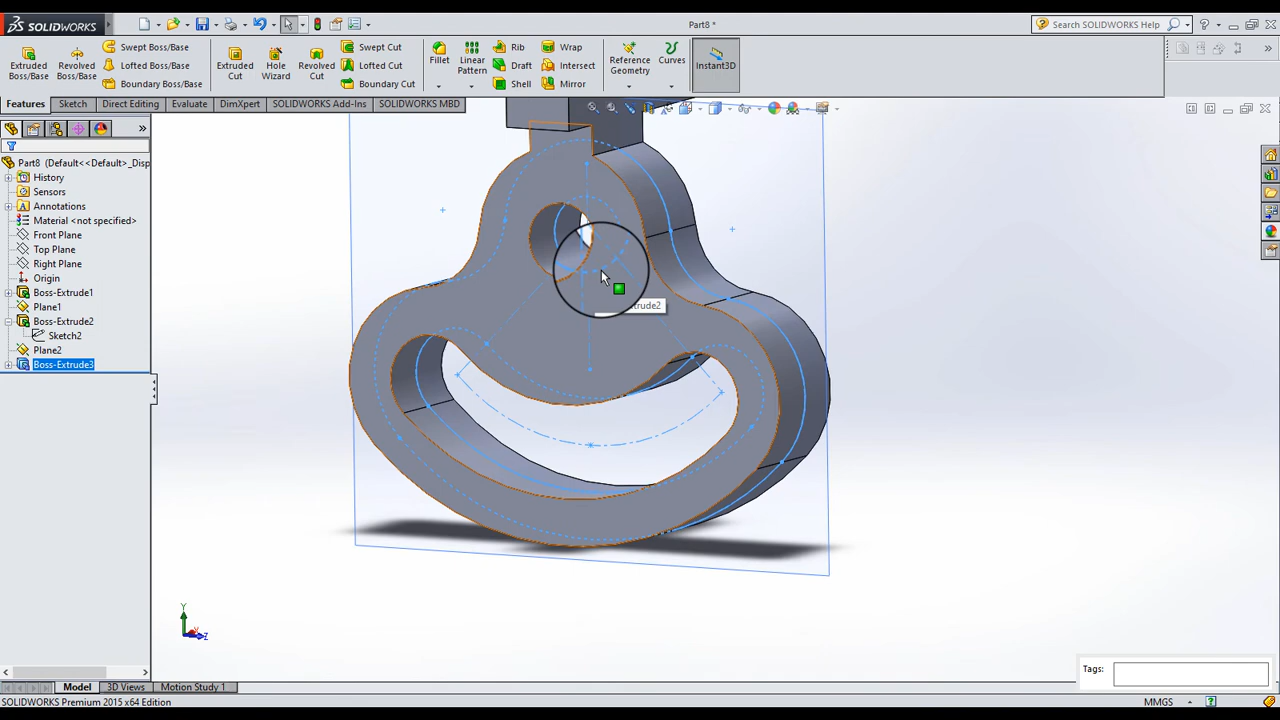 SOLIDWORKS
Part8 *
Search SOLIDWORKS Help
Extruded Boss/Base
Revolved Boss/Base
Swept Boss/Base
Lofted Boss/Base
Boundary Boss/Base
Extruded Cut
Hole Wizard
Revolved Cut
Swept Cut
Lofted Cut
Boundary Cut
Fillet
Linear Pattern
Rib
Draft
Shell
Wrap
Intersect
Mirror
Reference Geometry
Curves
Instant3D
Features
Sketch
Direct Editing
Evaluate
DimXpert
SOLIDWORKS Add-Ins
SOLIDWORKS MBD
Part8 (Default<<Default>_Disp
History
Sensors
Annotations
Material <not specified>
Front Plane
Top Plane
Right Plane
Origin
Boss-Extrude1
Plane1
Boss-Extrude2
Sketch2
Plane2
Boss-Extrude3
trude2
Y
Z
Tags:
Model
3D Views
Motion Study 1
SOLIDWORKS Premium 2015 x64 Edition
MMGS